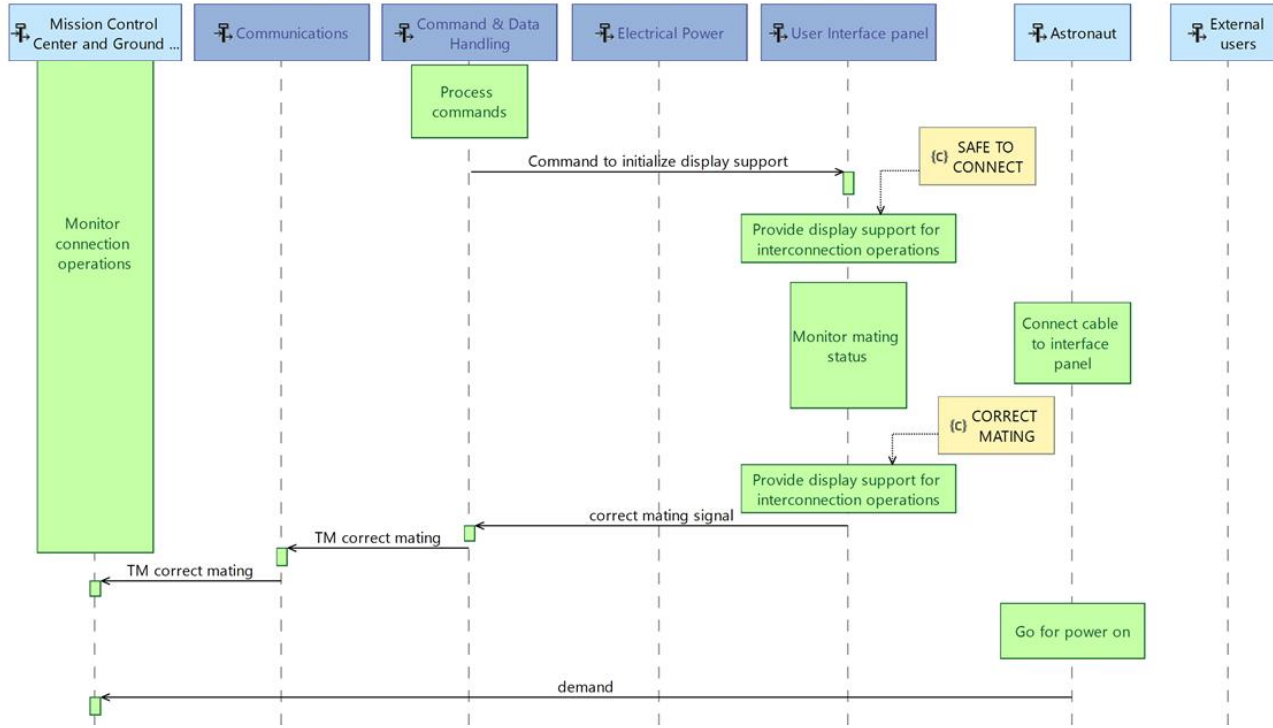 Mission Control
Center and Ground ...
Communications
Command & Data
Handling
Electrical Power
User Interface panel
Astronaut
External
users
Process
commands
Command to initialize display support
{c} SAFE TO
CONNECT
Monitor
connection
operations
Provide display support for
interconnection operations
Monitor mating
status
Connect cable
to interface
panel
{c} CORRECT
MATING
Provide display support for
interconnection operations
correct mating signal
TM correct mating
TM correct mating
Go for power on
demand